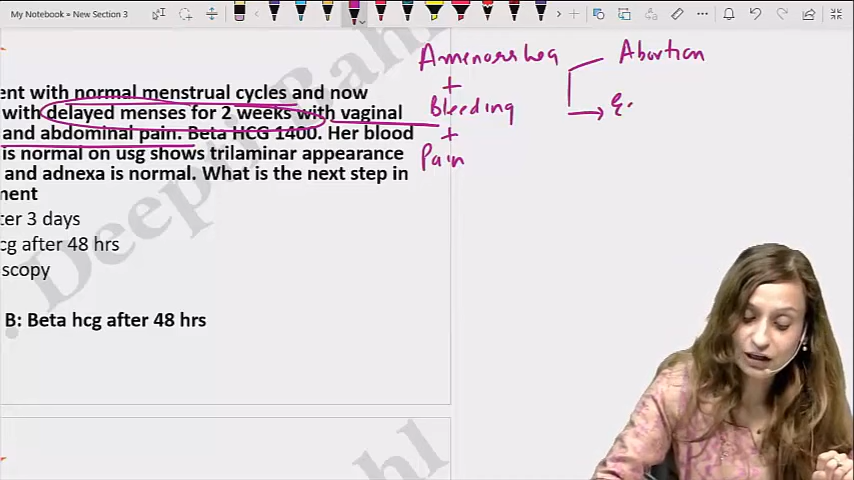 My Notebook » New Section 3
ent with normal menstrual cycles and now
with delayed menses for 2 weeks with vaginal
and abdominal pain. Beta HCG 1400. Her blood
is normal on usg shows trilaminar appearance
and adnexa is normal. What is the next step in
nent
ter 3 days
cg after 48 hrs
scopy
B: Beta hcg after 48 hrs
Amenorrhea
+
Bleeding
+
Pain
Abortion
Deepti Bahl